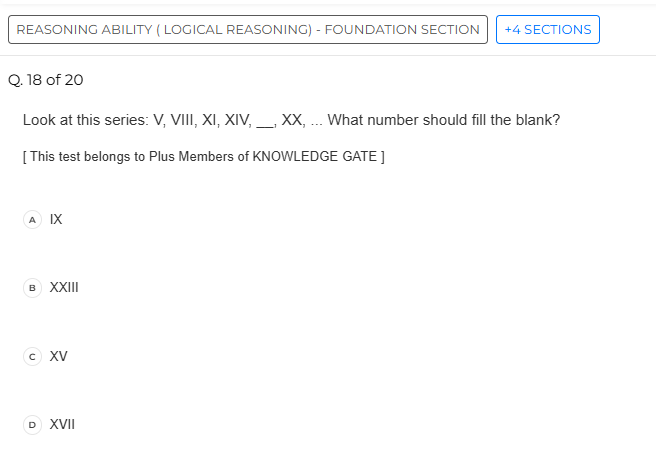 REASONING ABILITY ( LOGICAL REASONING) - FOUNDATION SECTION +4 SECTIONS
Q. 18 of 20
Look at this series: V, VIII, XI, XIV, __, XX, ... What number should fill the blank?
[ This test belongs to Plus Members of KNOWLEDGE GATE ]
A IX
B XXIII
C XV
D XVII